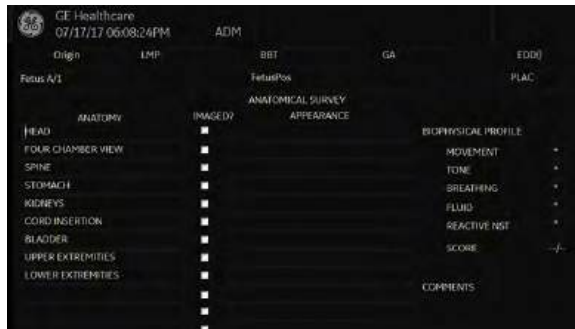 GE Healthcare
07/17/17 06:08:24PM ADM
Origin LMP BBT GA EDD()
Fetus A/1 FetusPos PLAC
ANATOMICAL SURVEY
ANATOMY IMAGED? APPEARANCE
HEAD BIOPHYSICAL PROFILE
FOUR CHAMBER VIEW MOVEMENT *
SPINE TONE *
STOMACH BREATHING *
KIDNEYS FLUID *
CORD INSERTION REACTIVE NST *
BLADDER
UPPER EXTREMITIES SCORE --/--
LOWER EXTREMITIES
COMMENTS